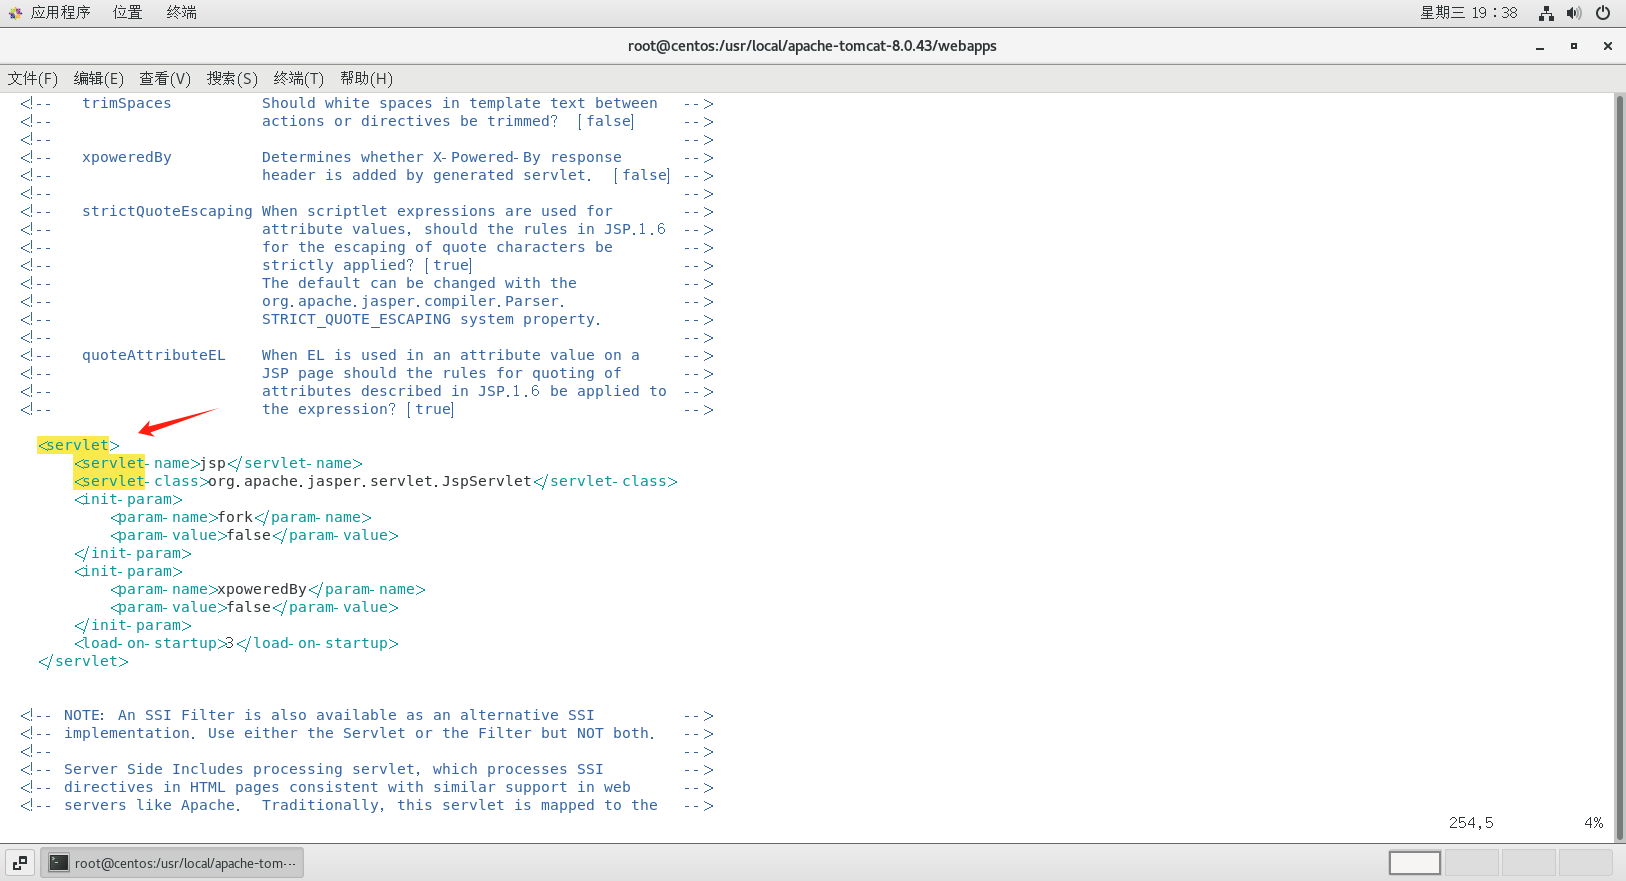 应用程序 位置 终端 星期三 19：38
root@centos:/usr/local/apache-tomcat-8.0.43/webapps
文件(F) 编辑(E) 查看(V) 搜索(S) 终端(T) 帮助(H)
<!-- trimSpaces Should white spaces in template text between -->
<!-- actions or directives be trimmed? [false] -->
<!-- -->
<!-- xpoweredBy Determines whether X-Powered-By response -->
<!-- header is added by generated servlet. [false] -->
<!-- -->
<!-- strictQuoteEscaping When scriptlet expressions are used for -->
<!-- attribute values, should the rules in JSP.1.6 -->
<!-- for the escaping of quote characters be -->
<!-- strictly applied? [true] -->
<!-- The default can be changed with the -->
<!-- org.apache.jasper.compiler.Parser. -->
<!-- STRICT_QUOTE_ESCAPING system property. -->
<!-- -->
<!-- quoteAttributeEL When EL is used in an attribute value on a -->
<!-- JSP page should the rules for quoting of -->
<!-- attributes described in JSP.1.6 be applied to -->
<!-- the expression? [true] -->
<servlet>
<servlet-name>jsp</servlet-name>
<servlet-class>org.apache.jasper.servlet.JspServlet</servlet-class>
<init-param>
<param-name>fork</param-name>
<param-value>false</param-value>
</init-param>
<init-param>
<param-name>xpoweredBy</param-name>
<param-value>false</param-value>
</init-param>
<load-on-startup>3</load-on-startup>
</servlet>
<!-- NOTE: An SSI Filter is also available as an alternative SSI -->
<!-- implementation. Use either the Servlet or the Filter but NOT both. -->
<!-- -->
<!-- Server Side Includes processing servlet, which processes SSI -->
<!-- directives in HTML pages consistent with similar support in web -->
<!-- servers like Apache. Traditionally, this servlet is mapped to the -->
254,5 4%
root@centos:/usr/local/apache-tom···